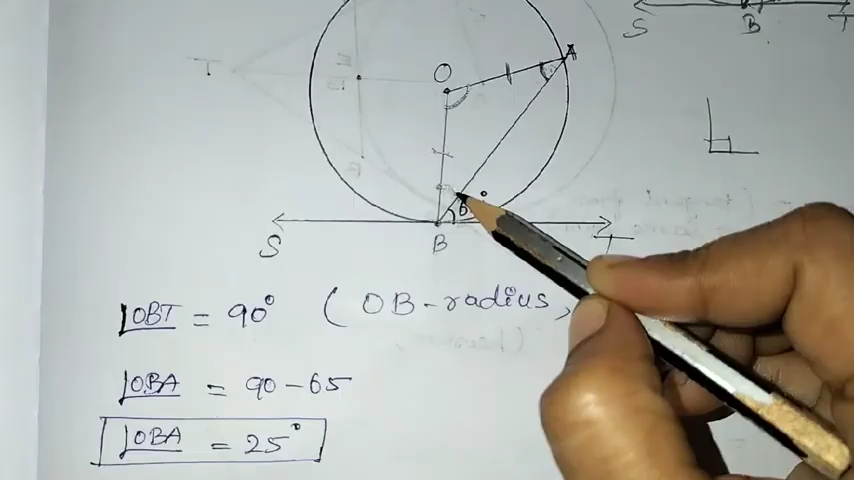 S
B
T
A
O
T
S
B
T
∠OBT = 90° ( OB - radius,
∠OBA = 90 - 65
∠OBA = 25°